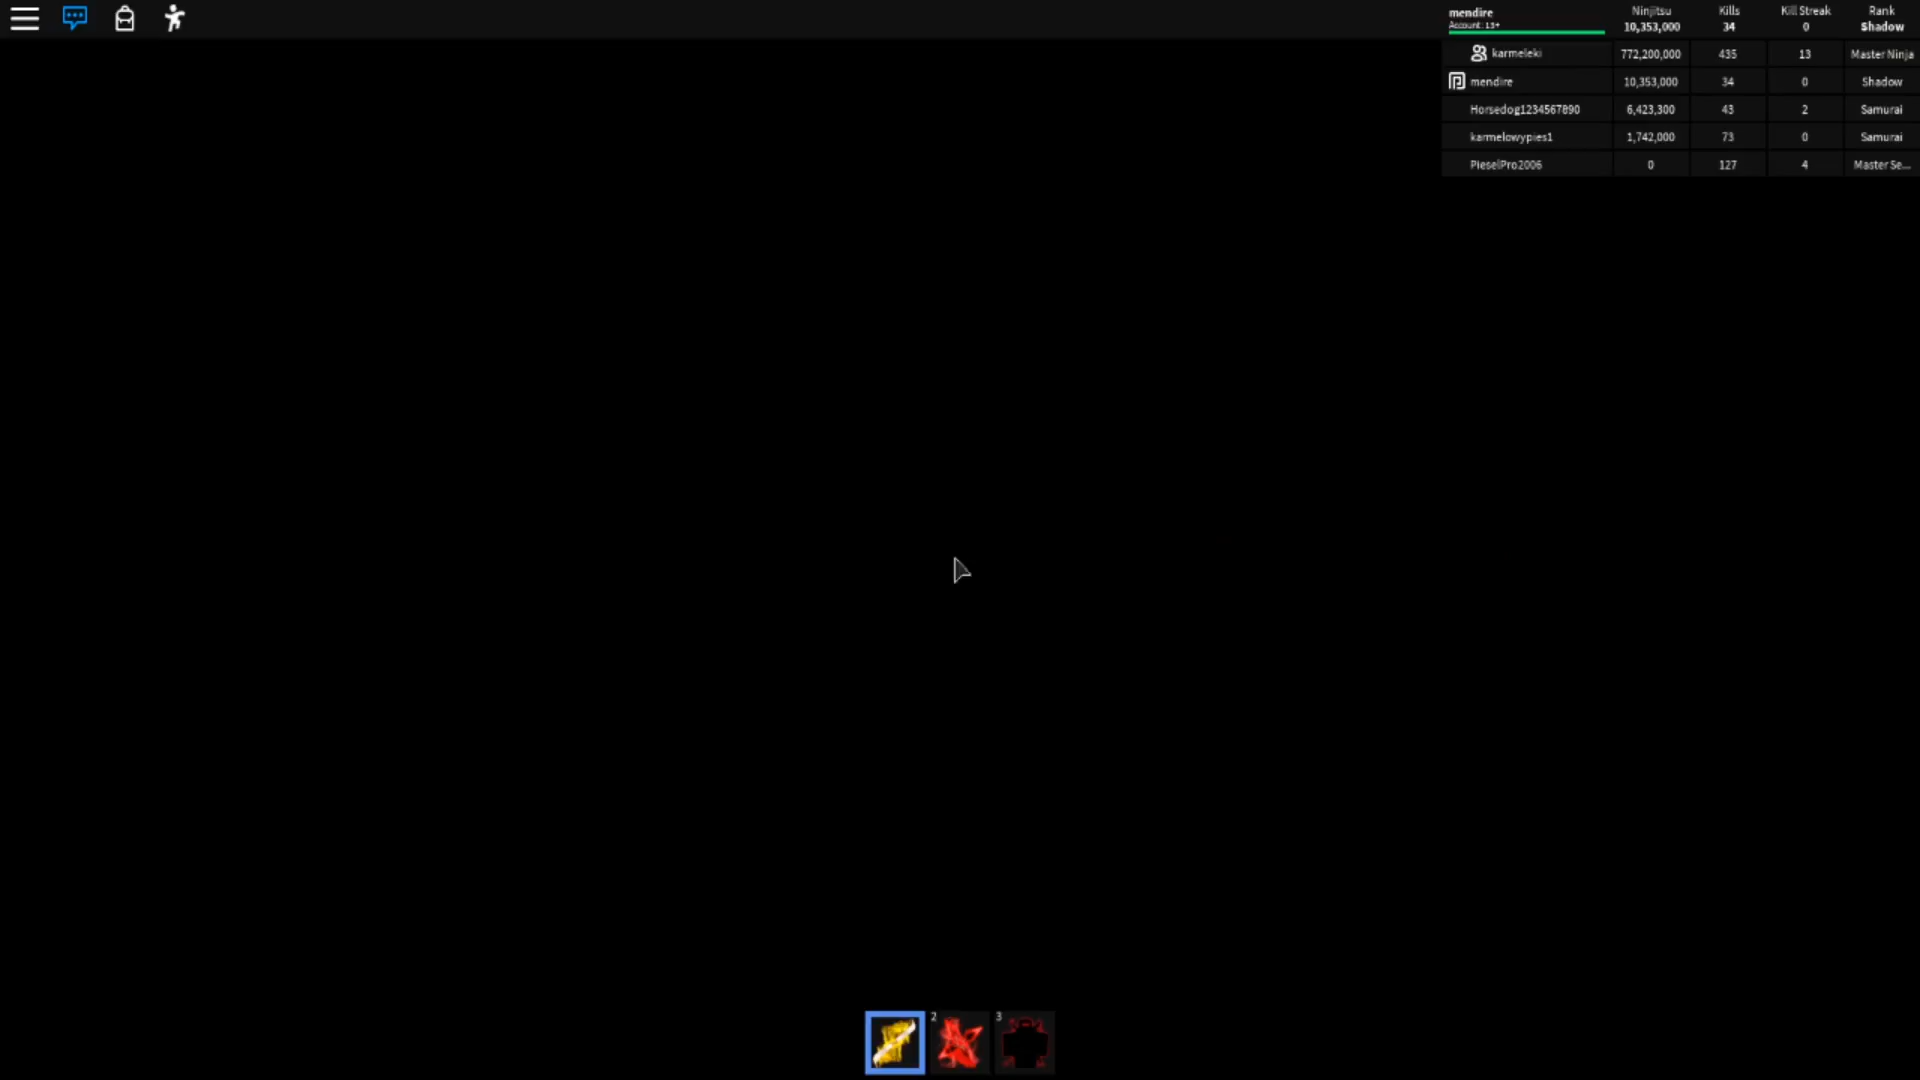 mendire Ninjitsu Kills Kill Streak Rank
Account: 13+ 10,353,000 34 0 Shadow
karmeleki 772,200,000 435 13 Master Ninja
mendire 10,353,000 34 0 Shadow
Horsedog1234567890 6,423,300 43 2 Samurai
karmelowypies1 1,742,000 73 0 Samurai
PieselPro2006 0 127 4 Master Se...
2 3